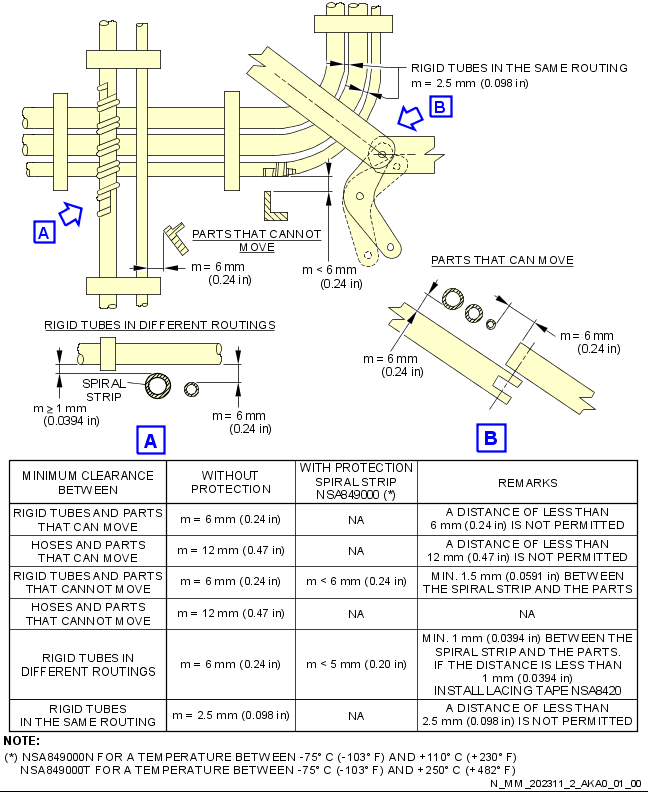 RIGID TUBES IN THE SAME ROUTING
m = 2.5 mm (0.098 in)
B
A
PARTS THAT CANNOT
MOVE
m = 6 mm
(0.24 in)
m < 6 mm
(0.24 in)
PARTS THAT CAN MOVE
RIGID TUBES IN DIFFERENT ROUTINGS
SPIRAL
STRIP
m ≥ 1 mm
(0.0394 in)
m = 6 mm
(0.24 in)
A
m = 6 mm
(0.24 in)
m = 6 mm
(0.24 in)
B
MINIMUM CLEARANCE
BETWEEN
WITHOUT
PROTECTION
WITH PROTECTION
SPIRAL STRIP
NSA849000 (*)
REMARKS
RIGID TUBES AND PARTS
THAT CAN MOVE
m = 6 mm (0.24 in)
NA
A DISTANCE OF LESS THAN
6 mm (0.24 in) IS NOT PERMITTED
HOSES AND PARTS
THAT CAN MOVE
m = 12 mm (0.47 in)
NA
A DISTANCE OF LESS THAN
12 mm (0.47 in) IS NOT PERMITTED
RIGID TUBES AND PARTS
THAT CANNOT MOVE
m = 6 mm (0.24 in)
m < 6 mm (0.24 in)
MIN. 1.5 mm (0.0591 in) BETWEEN
THE SPIRAL STRIP AND THE PARTS
HOSES AND PARTS
THAT CANNOT MOVE
m = 12 mm (0.47 in)
NA
NA
RIGID TUBES IN
DIFFERENT ROUTINGS
m = 6 mm (0.24 in)
m < 5 mm (0.20 in)
MIN. 1 mm (0.0394 in) BETWEEN THE
SPIRAL STRIP AND THE PARTS.
IF THE DISTANCE IS LESS THAN
1 mm (0.0394 in)
INSTALL LACING TAPE NSA8420
RIGID TUBES
IN THE SAME ROUTING
m = 2.5 mm (0.098 in)
NA
A DISTANCE OF LESS THAN
2.5 mm (0.098 in) IS NOT PERMITTED
NOTE:
(*) NSA849000N FOR A TEMPERATURE BETWEEN -75° C (-103° F) AND +110° C (+230° F)
NSA849000T FOR A TEMPERATURE BETWEEN -75° C (-103° F) AND +250° C (+482° F)
N_MM_202311_2_AKA0_01_00